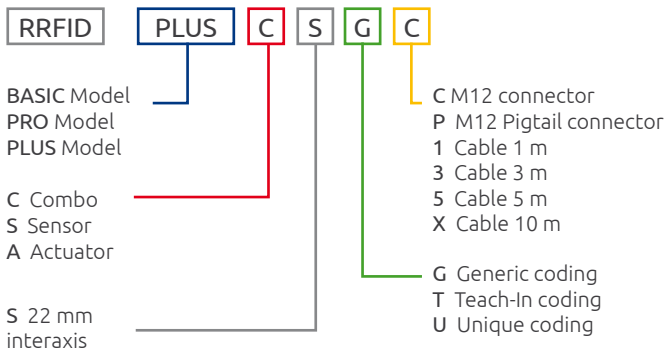 RRFID PLUS C S G C
BASIC Model
PRO Model
PLUS Model
C Combo
S Sensor
A Actuator
S 22 mm
interaxis
C M12 connector
P M12 Pigtail connector
1 Cable 1 m
3 Cable 3 m
5 Cable 5 m
X Cable 10 m
G Generic coding
T Teach-In coding
U Unique coding